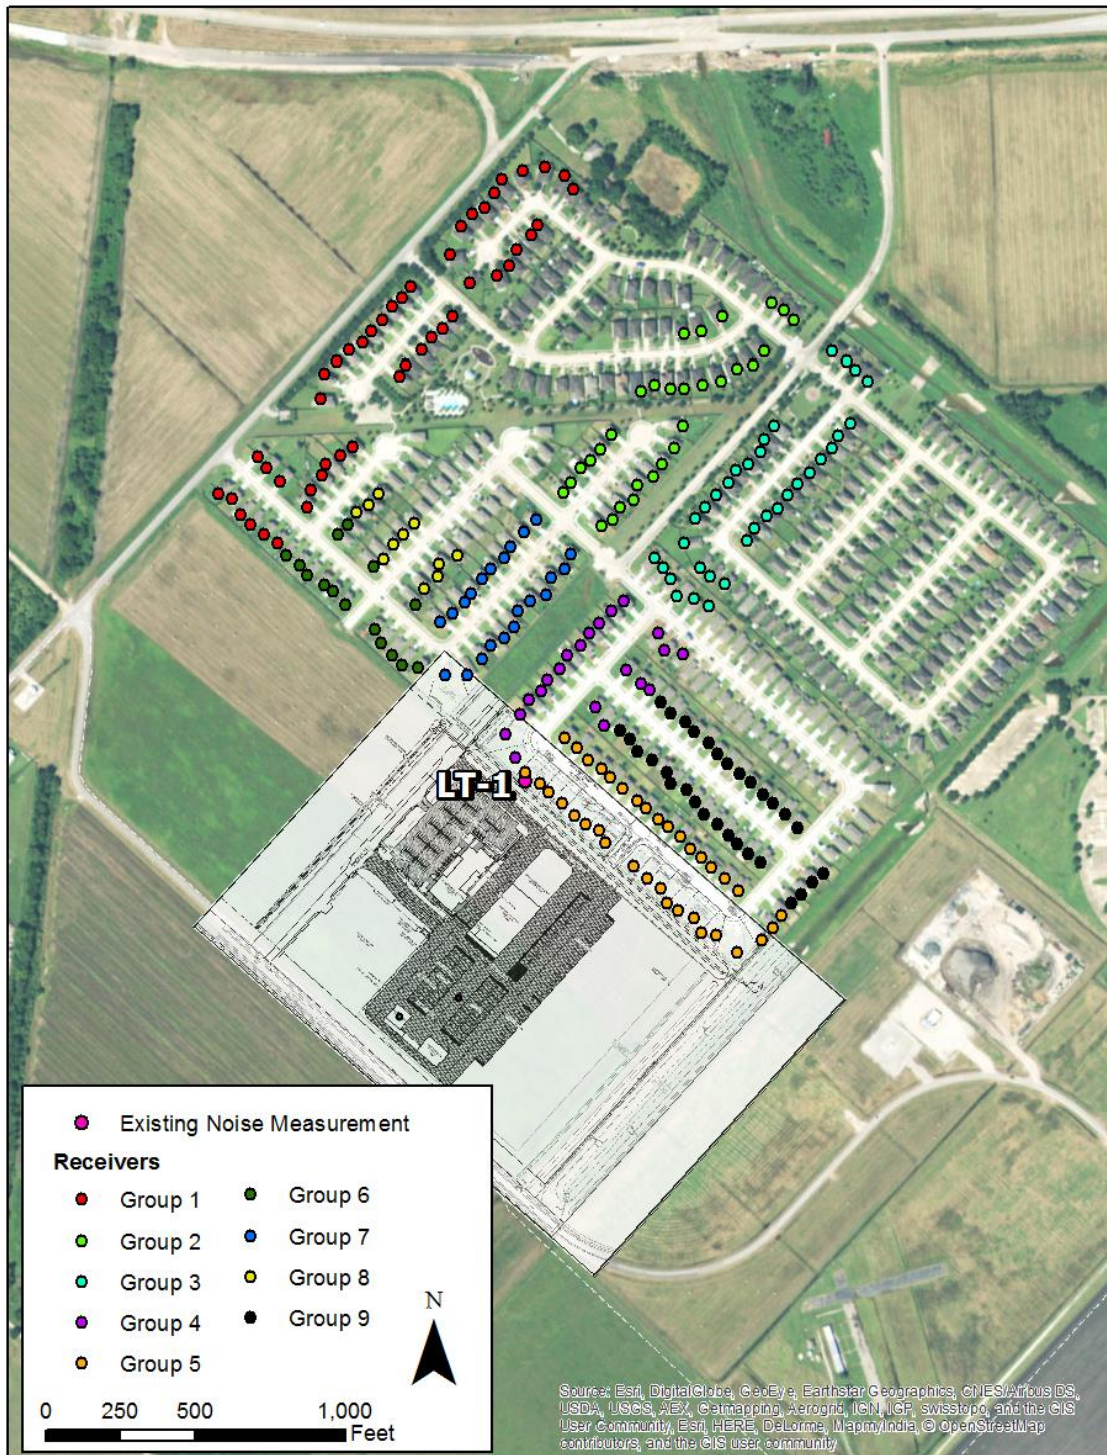 LT-1
Existing Noise Measurement
Receivers
Group 1
Group 2
Group 3
Group 4
Group 5
Group 6
Group 7
Group 8
Group 9
N
0 250 500 1,000
Feet
Source: Esri, DigitalGlobe, GeoEye, Earthstar Geographics, CNES/Airbus DS,
USDA, USGS, AEX, Getmapping, Aerogrid, IGN, IGP, swisstopo, and the GIS
User Community, Esri, HERE, DeLorme, MapmyIndia, © OpenStreetMap
contributors, and the GIS user community